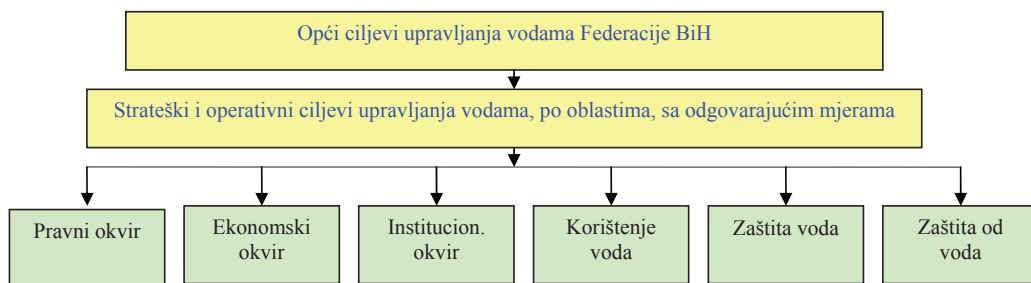 Opći ciljevi upravljanja vodama Federacije BiH
Strateški i operativni ciljevi upravljanja vodama, po oblastima, sa odgovarajućim mjerama
Pravni okvir
Ekonomski
okvir
Institucion.
okvir
Korištenje
voda
Zaštita voda
Zaštita od
voda